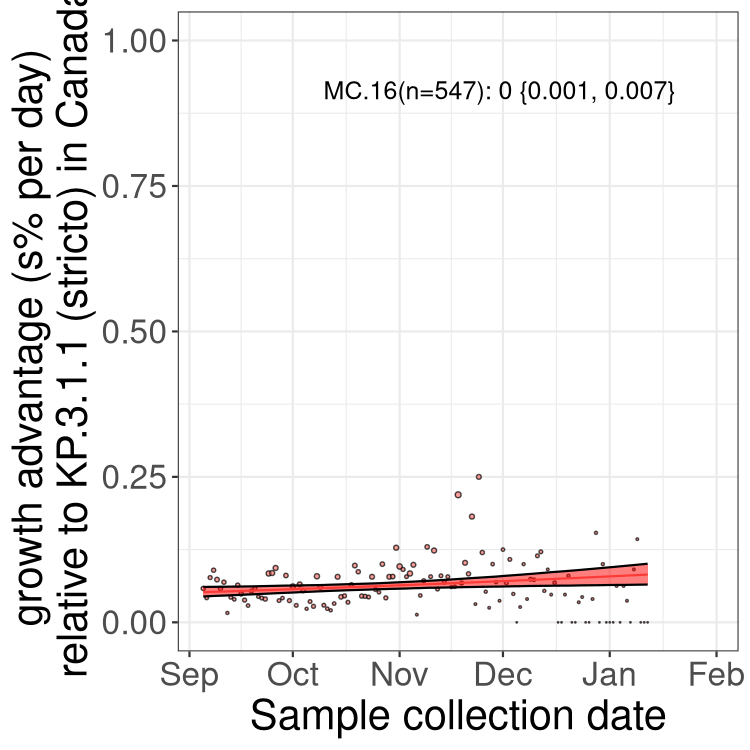 growth advantage (s% per day)
relative to KP.3.1.1 (stricto) in Canada
1.00
0.75
0.50
0.25
0.00
MC.16(n=547): 0 {0.001, 0.007}
Sep Oct Nov Dec Jan Feb
Sample collection date